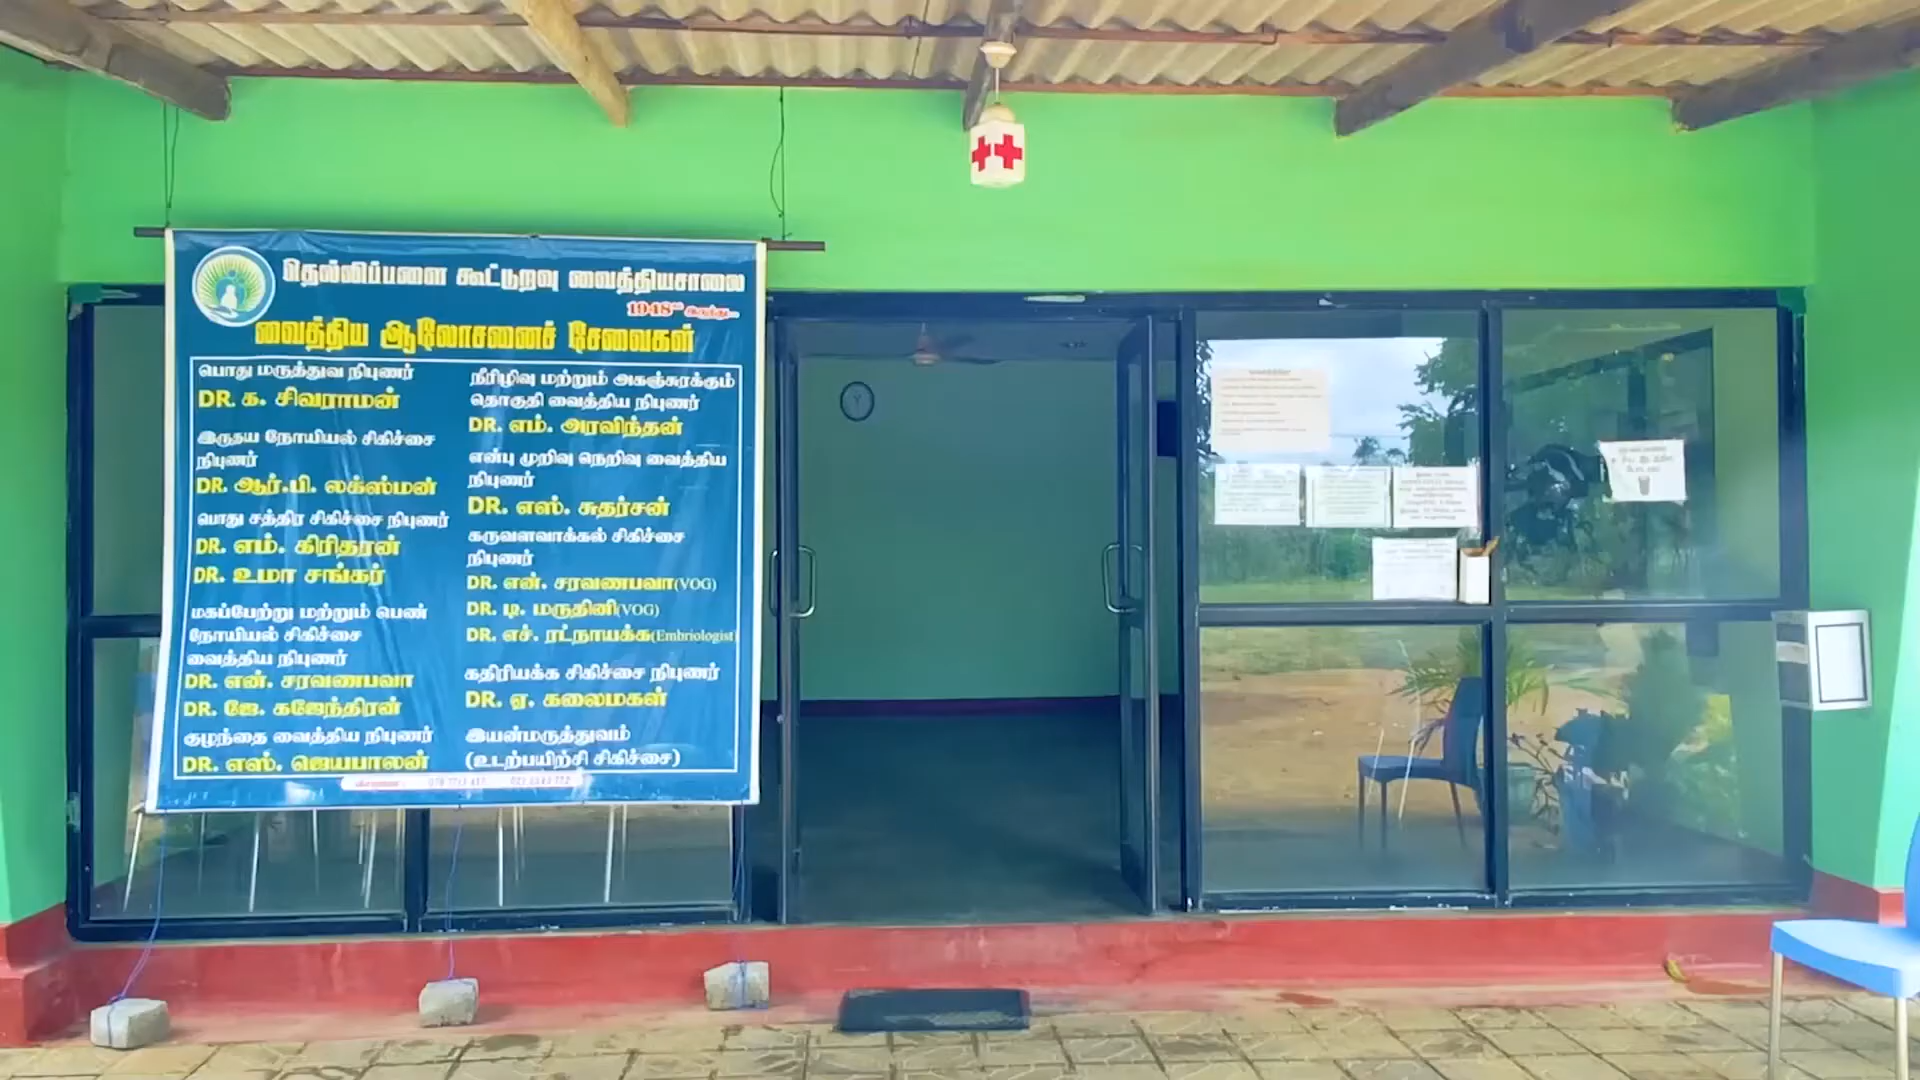 தெல்லிப்பளை கூட்டுறவு வைத்தியசாலை
1948ல் இருந்து...
வைத்திய ஆலோசனைச் சேவைகள்
பொது மருத்துவ நிபுணர்
DR. க. சிவராமன்
இருதய நோயியல் சிகிச்சை
நிபுணர்
DR. ஆர்.பி. லக்ஸ்மன்
பொது சத்திர சிகிச்சை நிபுணர்
DR. எம். கிரிதரன்
DR. உமா சங்கர்
மகப்பேற்று மற்றும் பெண்
நோயியல் சிகிச்சை
வைத்திய நிபுணர்
DR. என். சரவணபவா
DR. ஜே. கஜேந்திரன்
குழந்தை வைத்திய நிபுணர்
DR. எஸ். ஜெயபாலன்
நீரிழிவு மற்றும் அகஞ்சுரக்கும்
தொகுதி வைத்திய நிபுணர்
DR. எம். அரவிந்தன்
என்பு முறிவு நெறிவு வைத்திய
நிபுணர்
DR. எஸ். சுதர்சன்
கருவளவாக்கல் சிகிச்சை
நிபுணர்
DR. என். சரவணபவா(VOG)
DR. டி. மருதினி(VOG)
DR. எச். ரட்நாயக்க(Embriologist)
கதிரியக்க சிகிச்சை நிபுணர்
DR. ஏ. கலைமகள்
இயன்மருத்துவம்
(உடற்பயிற்சி சிகிச்சை)